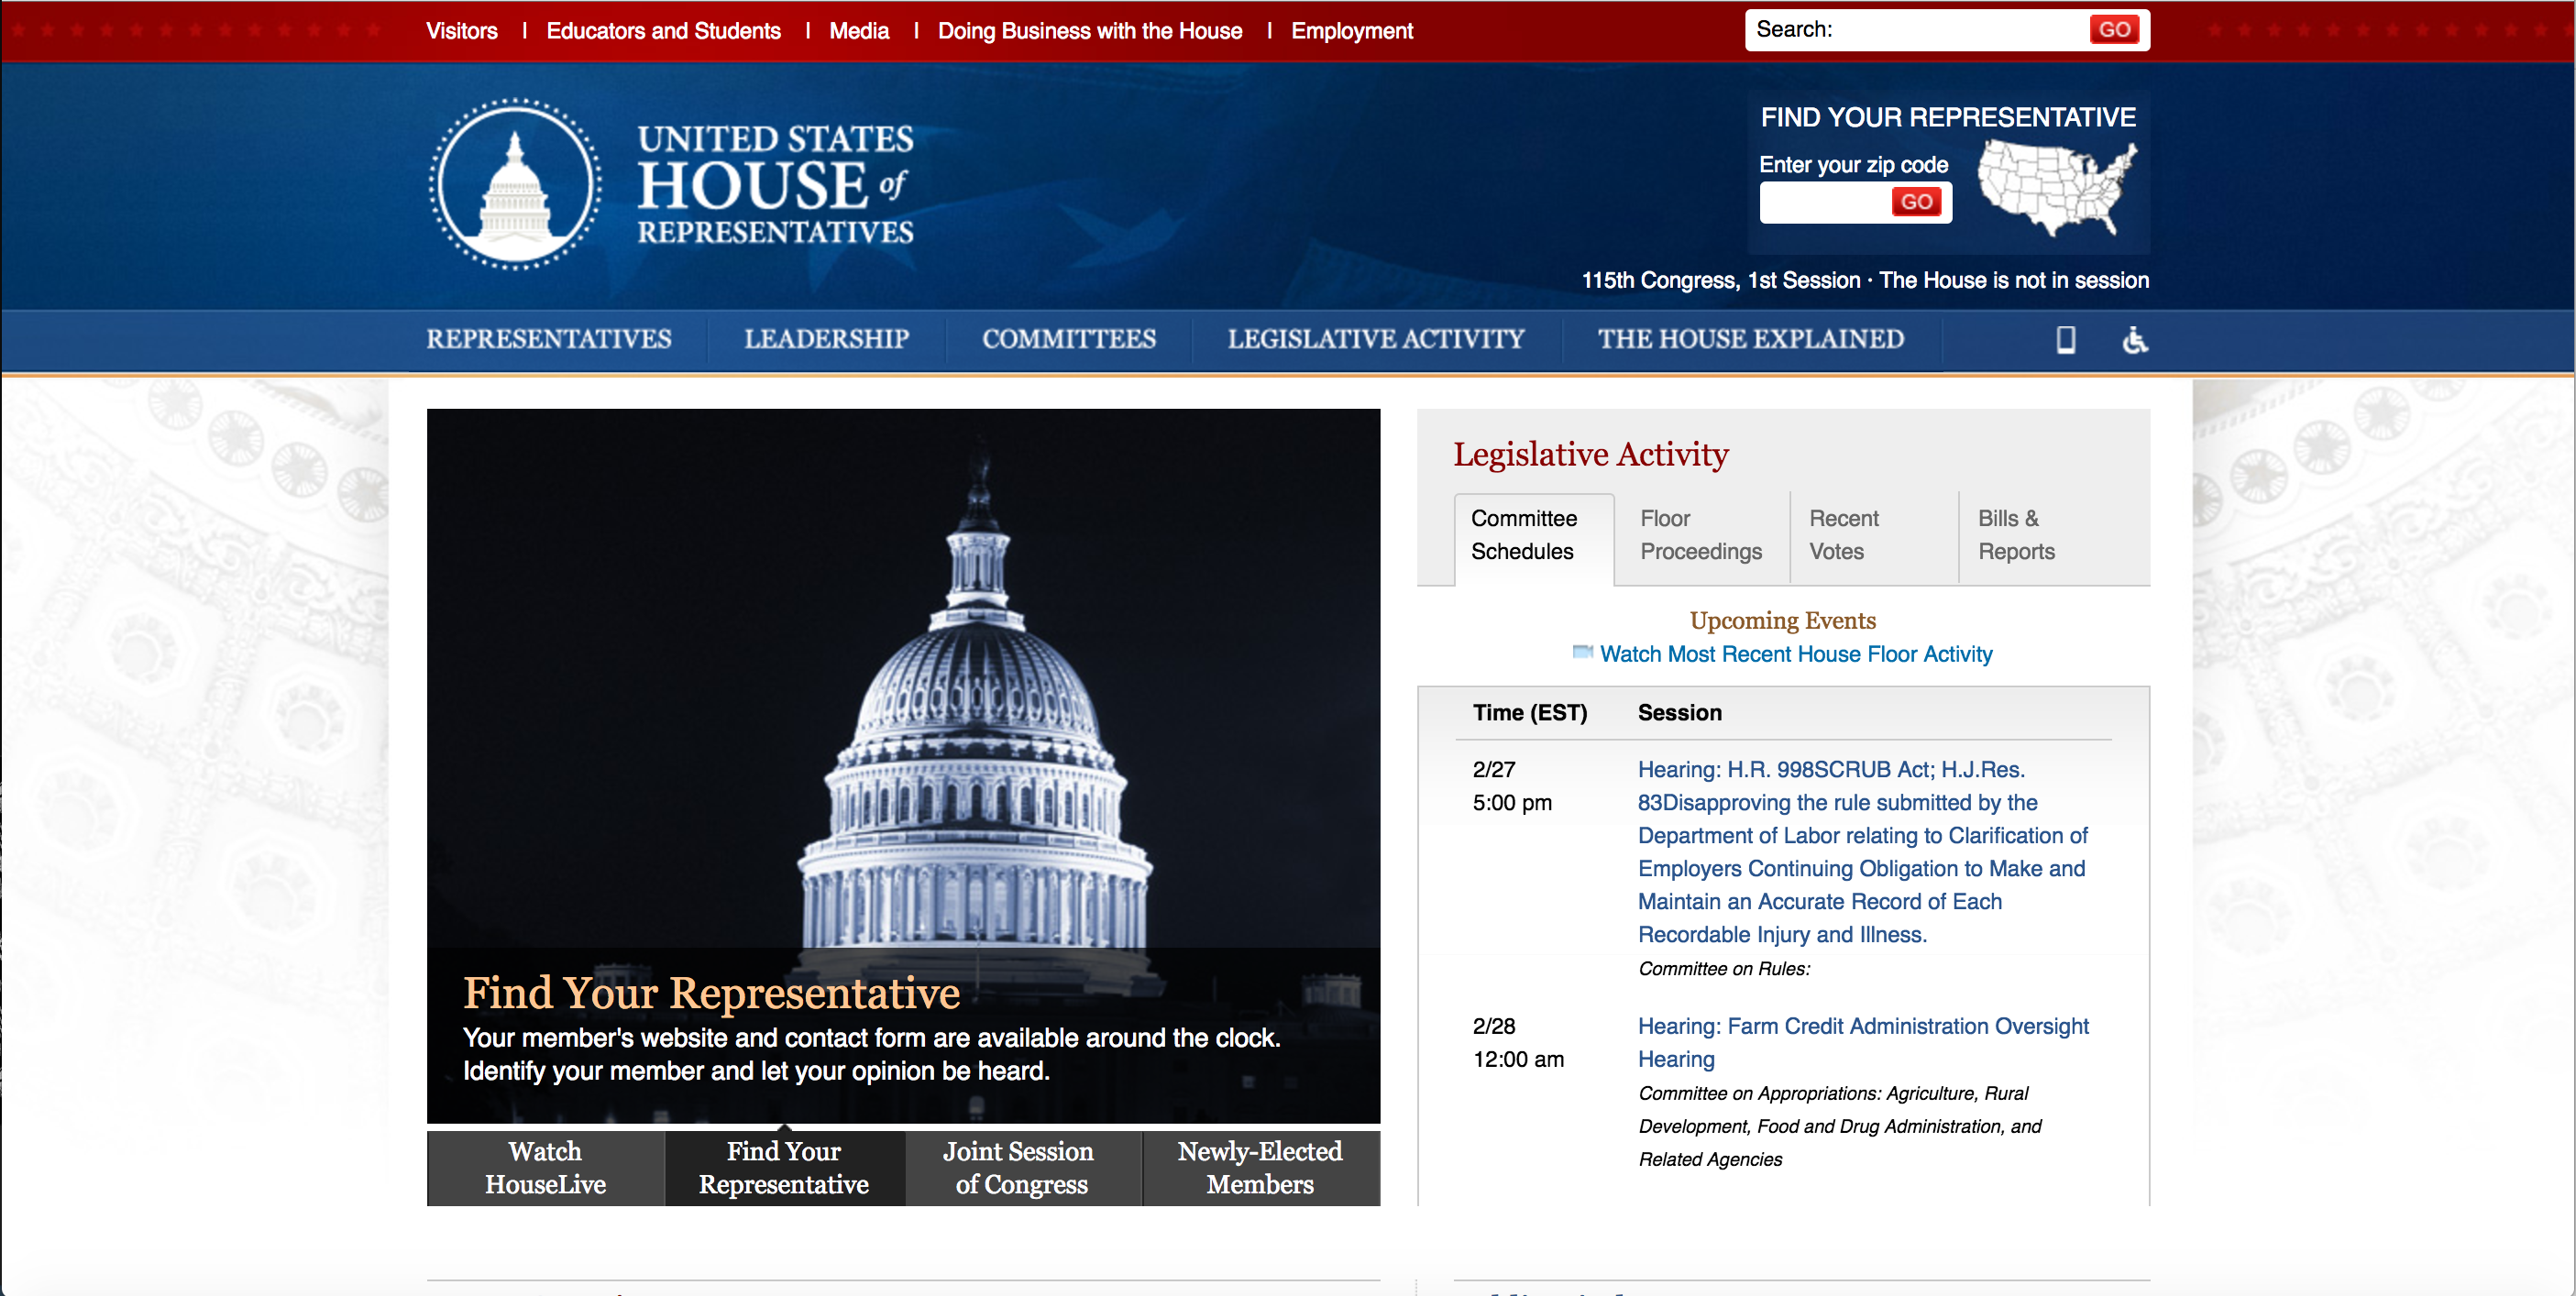 Visitors | Educators and Students | Media | Doing Business with the House | Employment
Search: GO
UNITED STATES
HOUSE of
REPRESENTATIVES
FIND YOUR REPRESENTATIVE
Enter your zip code
GO
115th Congress, 1st Session · The House is not in session
REPRESENTATIVES LEADERSHIP COMMITTEES LEGISLATIVE ACTIVITY THE HOUSE EXPLAINED
Find Your Representative
Your member's website and contact form are available around the clock.
Identify your member and let your opinion be heard.
Watch
HouseLive
Find Your
Representative
Joint Session
of Congress
Newly-Elected
Members
Legislative Activity
Committee
Schedules
Floor
Proceedings
Recent
Votes
Bills &
Reports
Upcoming Events
Watch Most Recent House Floor Activity
Time (EST) Session
2/27
5:00 pm
Hearing: H.R. 998SCRUB Act; H.J.Res.
83Disapproving the rule submitted by the
Department of Labor relating to Clarification of
Employers Continuing Obligation to Make and
Maintain an Accurate Record of Each
Recordable Injury and Illness.
Committee on Rules:
2/28
12:00 am
Hearing: Farm Credit Administration Oversight
Hearing
Committee on Appropriations: Agriculture, Rural
Development, Food and Drug Administration, and
Related Agencies